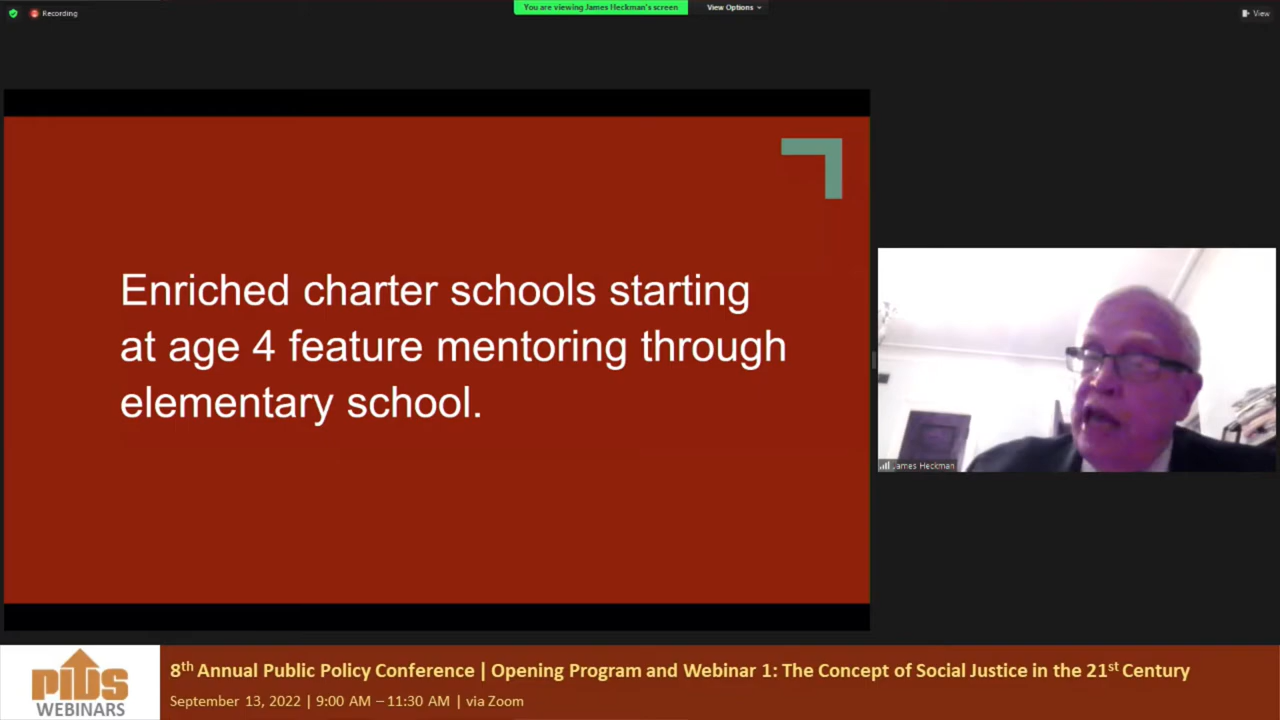 Recording
You are viewing James Heckman's screen
View Options
View
Enriched charter schools starting
at age 4 feature mentoring through
elementary school.
James Heckman
PIDS
WEBINARS
8th Annual Public Policy Conference | Opening Program and Webinar 1: The Concept of Social Justice in the 21st Century
September 13, 2022 | 9:00 AM – 11:30 AM | via Zoom